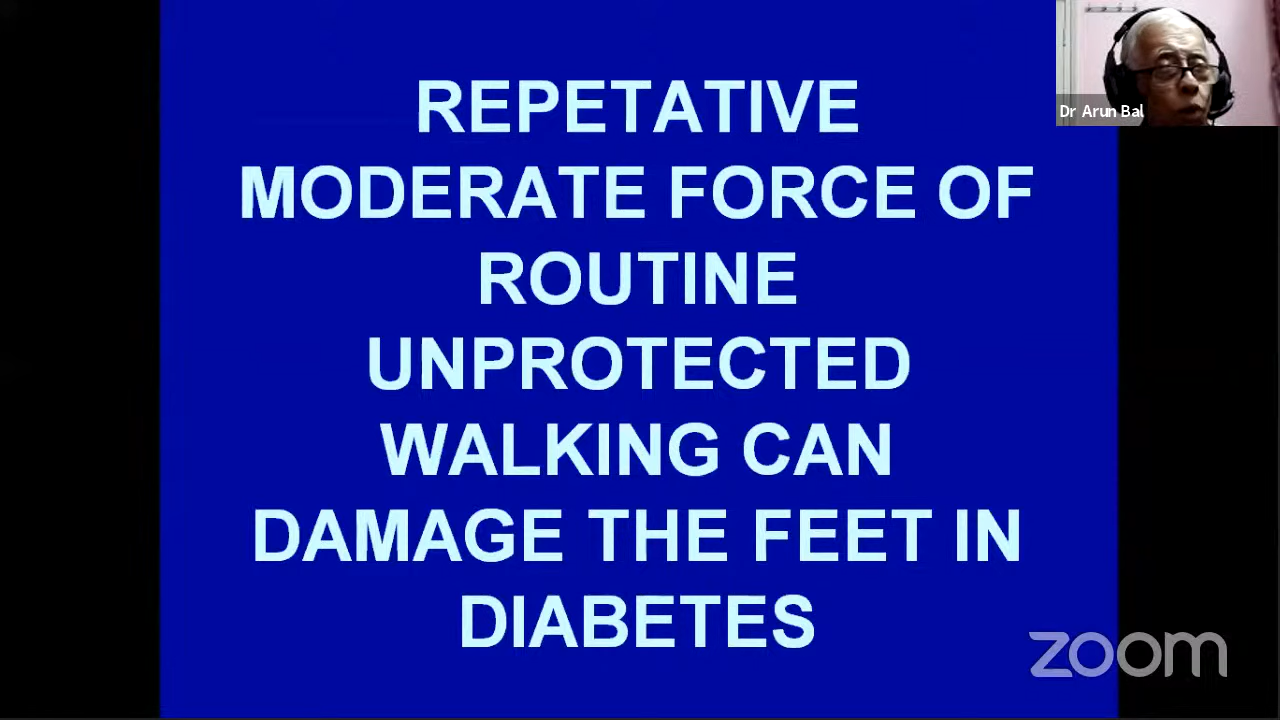 REPETATIVE
MODERATE FORCE OF
ROUTINE
UNPROTECTED
WALKING CAN
DAMAGE THE FEET IN
DIABETES
Dr Arun Bal
zoom